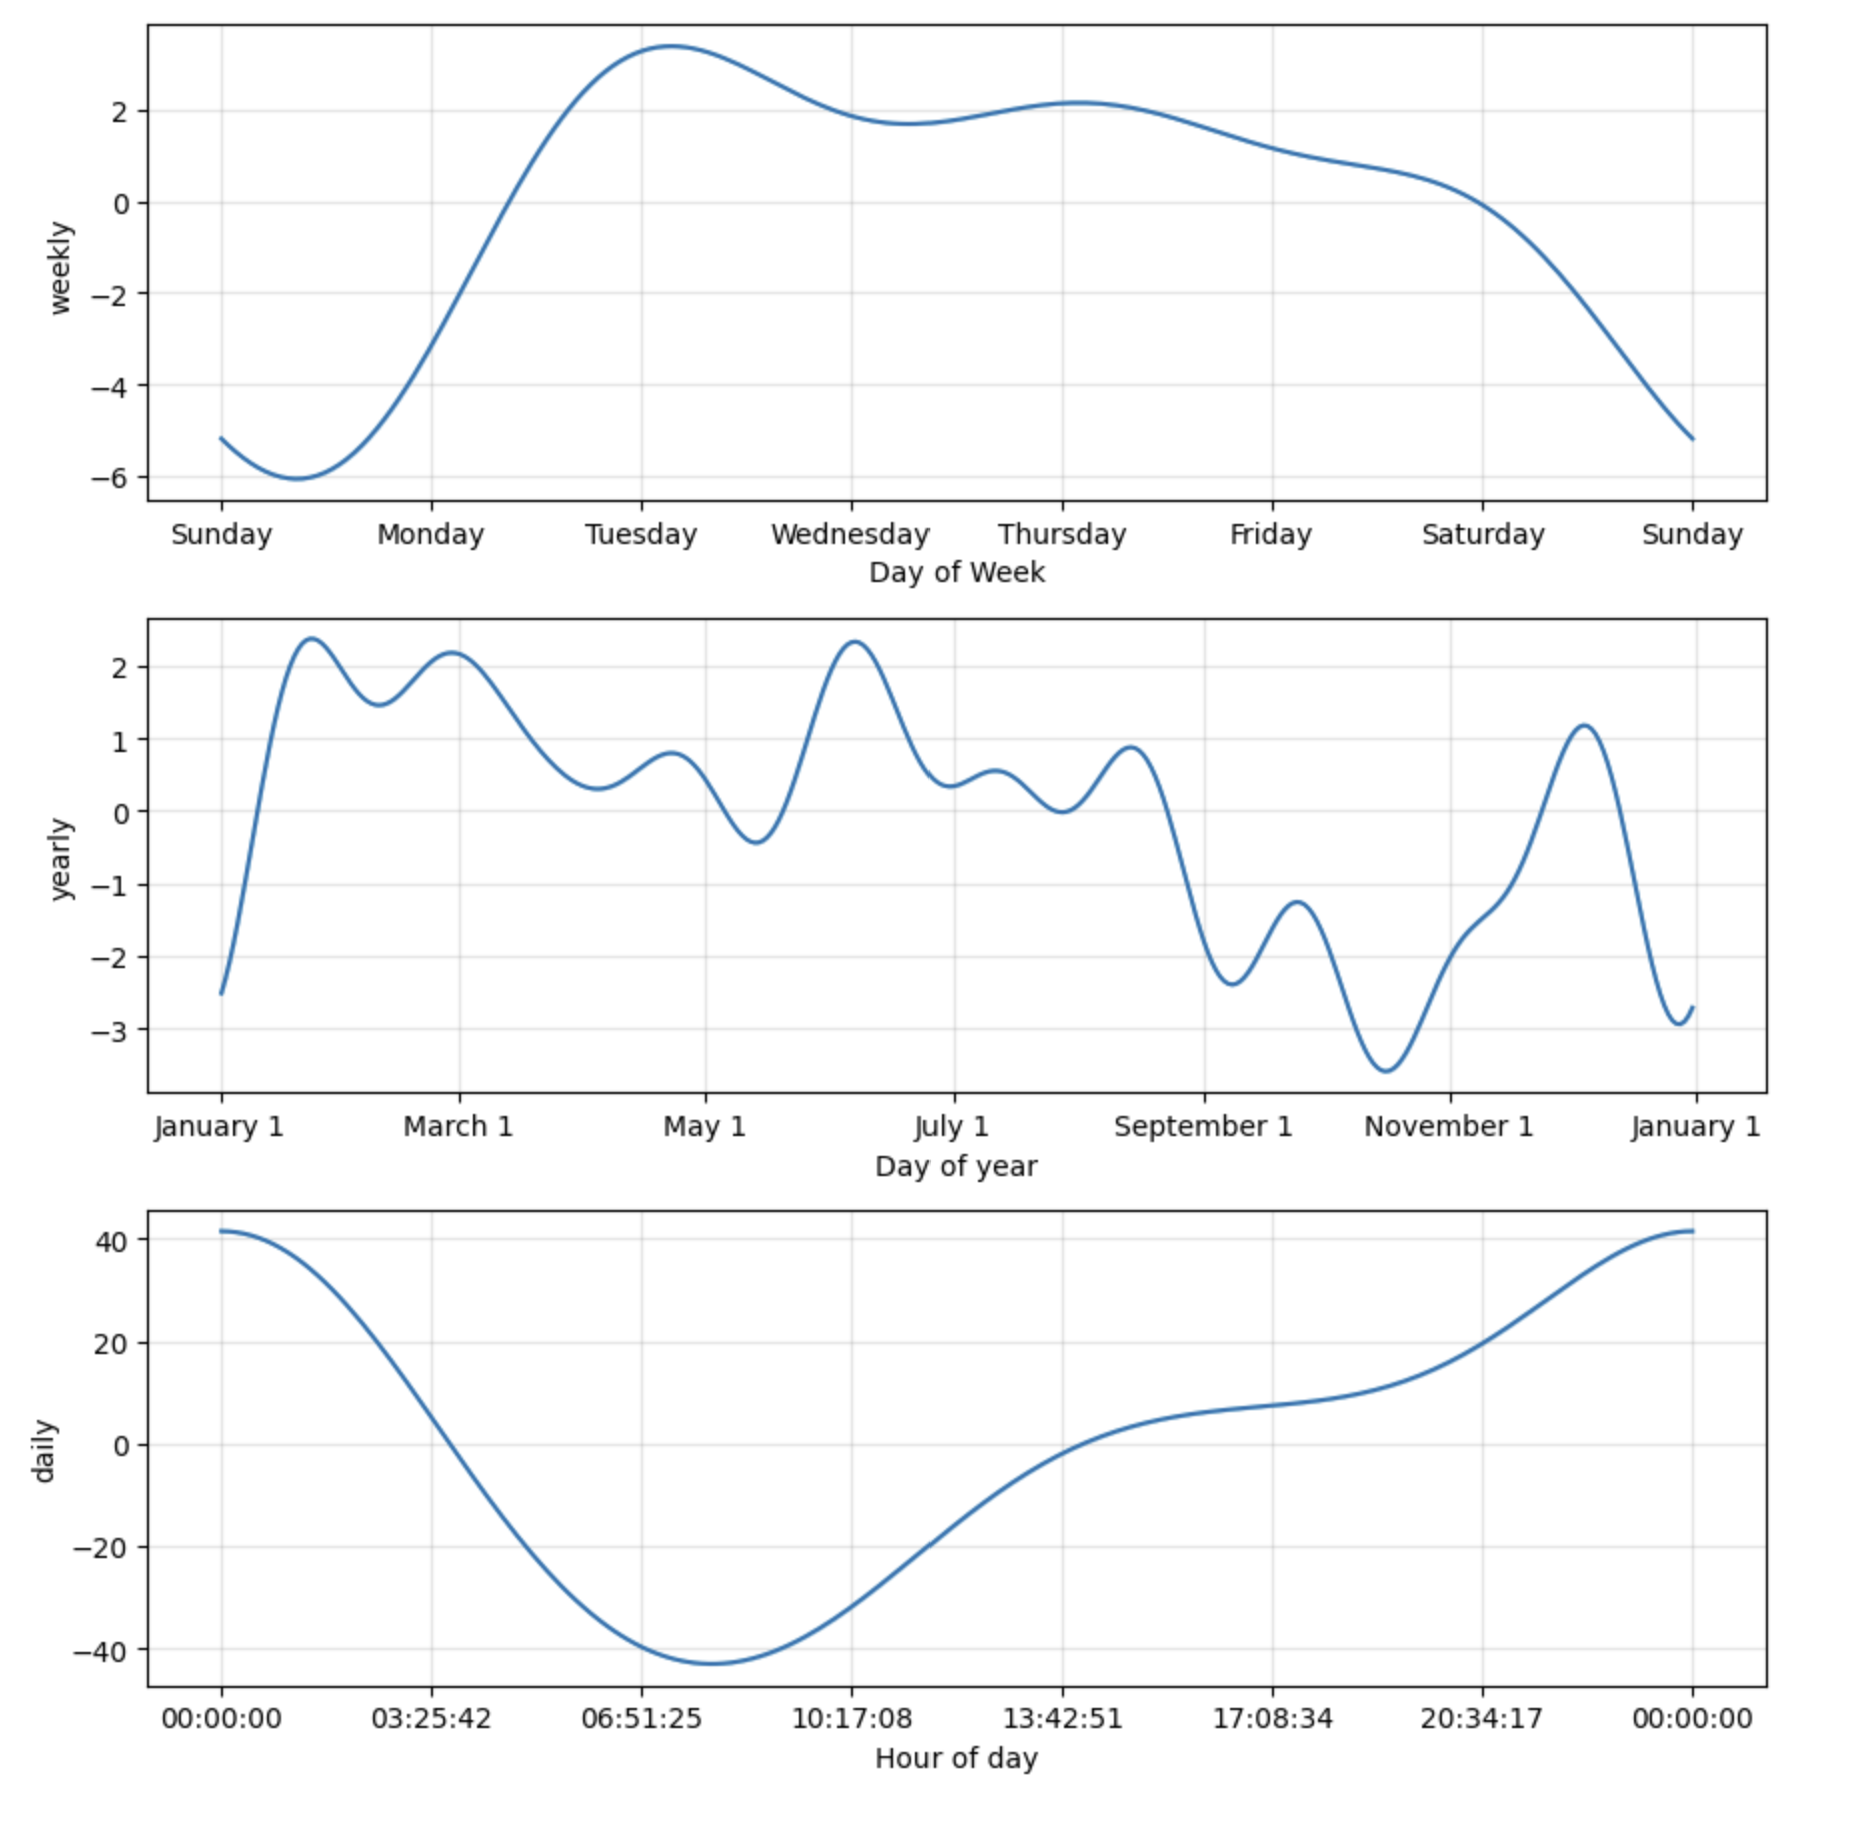 weekly
2
0
−2
−4
−6
Sunday Monday Tuesday Wednesday Thursday Friday Saturday Sunday
Day of Week
yearly
2
1
0
−1
−2
−3
January 1 March 1 May 1 July 1 September 1 November 1 January 1
Day of year
daily
40
20
0
−20
−40
00:00:00 03:25:42 06:51:25 10:17:08 13:42:51 17:08:34 20:34:17 00:00:00
Hour of day